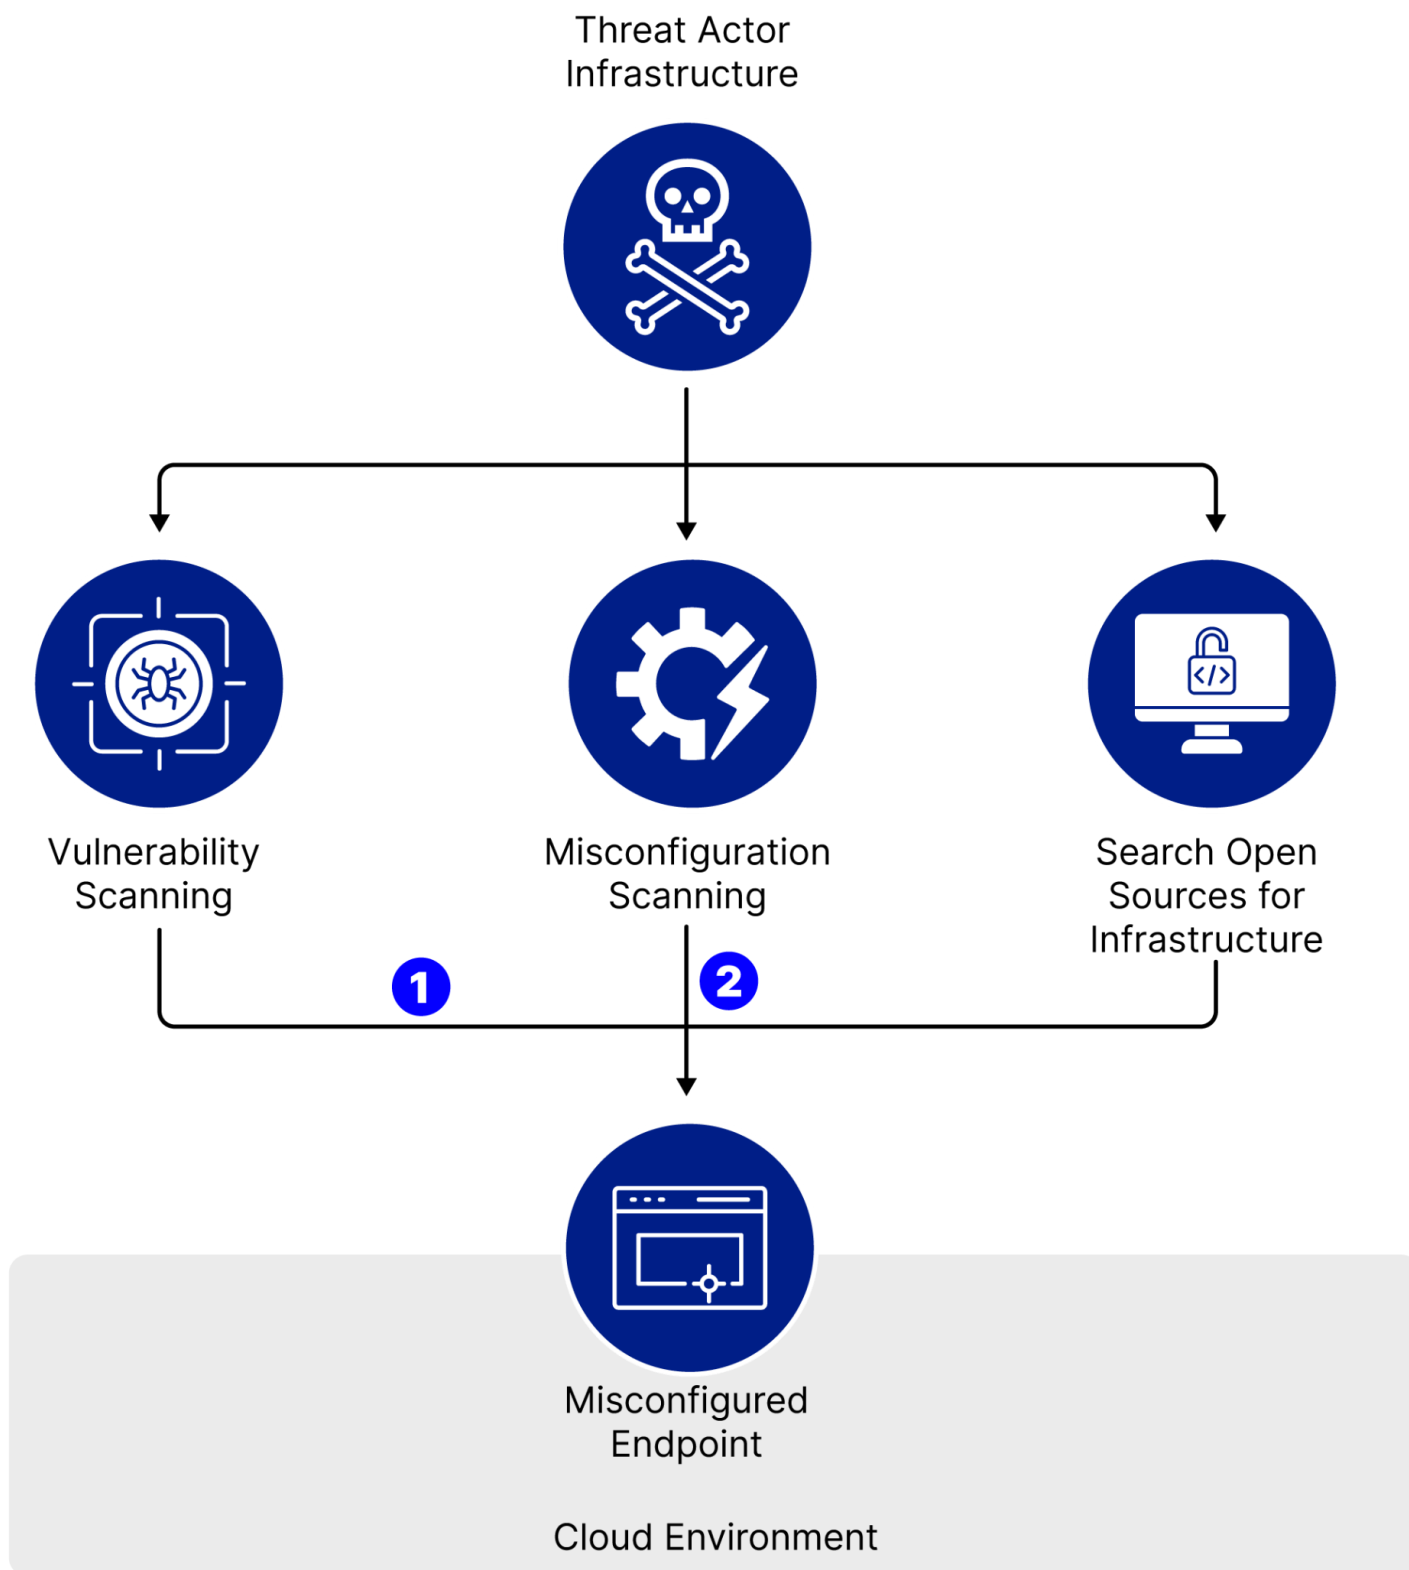 Threat Actor
Infrastructure
</>
Vulnerability
Scanning
Misconfiguration
Scanning
Search Open
Sources for
Infrastructure
1
2
Misconfigured
Endpoint
Cloud Environment